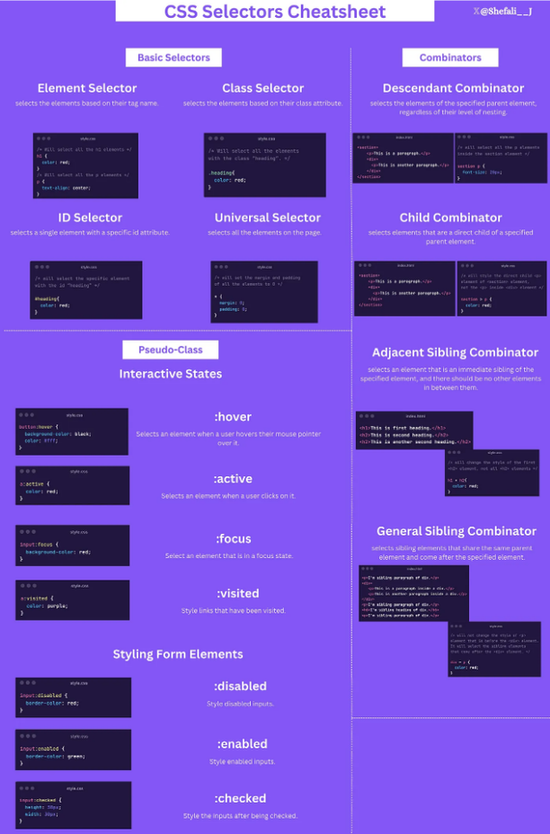 CSS Selectors Cheatsheet
𝕏@Shefali__J
Basic Selectors
Element Selector
selects the elements based on their tag name.
style.css
/* Will select all the h1 elements */
h1 {
color: red;
}
/* Will select all the p elements */
p {
text-align: center;
}
Class Selector
selects the elements based on their class attribute.
style.css
/* Will select all the elements
with the class "heading". */
.heading{
color: red;
}
ID Selector
selects a single element with a specific id attribute.
style.css
/* will select the specific element
with the id "heading" */
#heading{
color: red;
}
Universal Selector
selects all the elements on the page.
style.css
/* will set the margin and padding
of all the elements to 0 */
* {
margin: 0;
padding: 0;
}
Combinators
Descendant Combinator
selects the elements of the specified parent element,
regardless of their level of nesting.
index.html
<section>
<p>This is a paragraph.</p>
<div>
<p>This is another paragraph.</p>
</div>
</section>
style.css
/* will select all the p elements
inside the section element */
section p {
font-size: 20px;
}
Child Combinator
selects elements that are a direct child of a specified
parent element.
index.html
<section>
<p>This is a paragraph.</p>
<div>
<p>This is another paragraph.</p>
</div>
</section>
style.css
/* will style the direct child <p>
element of <section> element,
not the <p> inside <div> element */
section > p {
color: red;
}
Adjacent Sibling Combinator
selects an element that is an immediate sibling of the
specified element, and there should be no other elements
in between them.
index.html
<h1>This is first heading.</h1>
<h2>This is second heading.</h2>
<h2>This is another second heading.</h2>
style.css
/* will change the style of the first
<h2> element, not all <h2> elements */
h1 + h2{
color: red;
}
General Sibling Combinator
selects sibling elements that share the same parent
element and come after the specified element.
index.html
<p>I'm sibling paragraph of div.</p>
<div>
<p>This is a paragraph inside a div.</p>
<p>This is another paragraph inside a div.</p>
</div>
<p>I'm sibling paragraph of div.</p>
<h2>I'm sibling heading of div.</h2>
<p>I'm sibling paragraph of div.</p>
style.css
/* will not change the style of <p>
element that is before the <div> element.
It will select the sibling elements
that come after the <div> element. */
div ~ p {
color: red;
}
Pseudo-Class
Interactive States
style.css
button:hover {
background-color: black;
color: #fff;
}
:hover
Selects an element when a user hovers their mouse pointer
over it.
style.css
a:active {
color: red;
}
:active
Selects an element when a user clicks on it.
style.css
input:focus {
background-color: red;
}
:focus
Select an element that is in a focus state.
style.css
a:visited {
color: purple;
}
:visited
Style links that have been visited.
Styling Form Elements
style.css
input:disabled {
border-color: red;
}
:disabled
Style disabled inputs.
style.css
input:enabled {
border-color: green;
}
:enabled
Style enabled inputs.
style.css
input:checked {
height: 30px;
width: 30px;
}
:checked
Style the inputs after being checked.